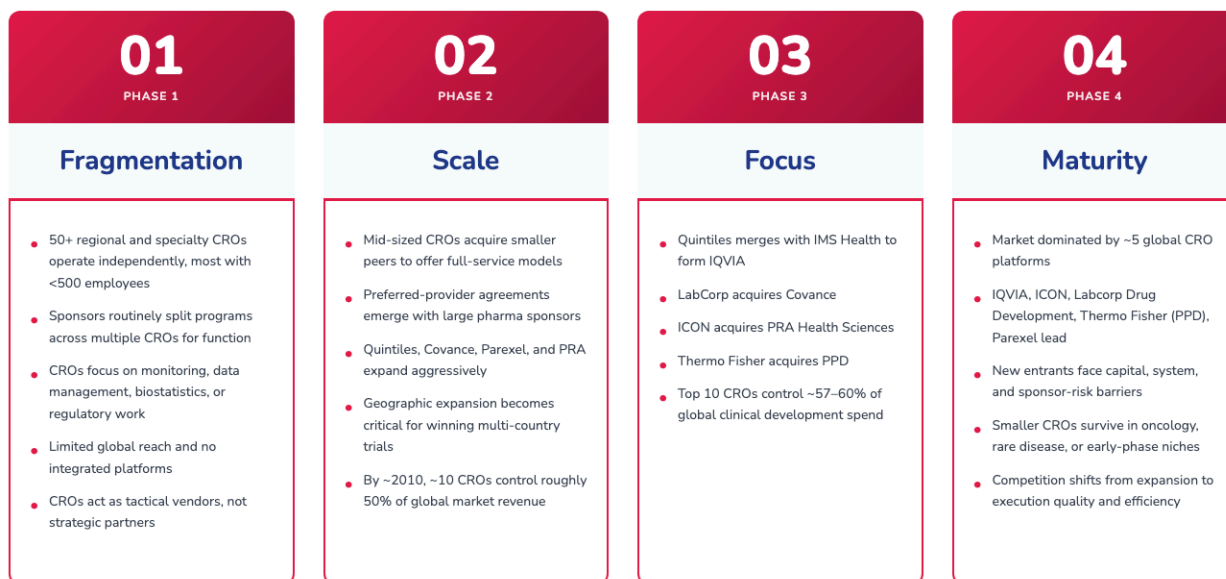 01
PHASE 1
Fragmentation
50+ regional and specialty CROs
operate independently, most with
<500 employees
Sponsors routinely split programs
across multiple CROs for function
CROs focus on monitoring, data
management, biostatistics, or
regulatory work
Limited global reach and no
integrated platforms
CROs act as tactical vendors, not
strategic partners
02
PHASE 2
Scale
Mid-sized CROs acquire smaller
peers to offer full-service models
Preferred-provider agreements
emerge with large pharma sponsors
Quintiles, Covance, Parexel, and PRA
expand aggressively
Geographic expansion becomes
critical for winning multi-country
trials
By ~2010, ~10 CROs control roughly
50% of global market revenue
03
PHASE 3
Focus
Quintiles merges with IMS Health to
form IQVIA
LabCorp acquires Covance
ICON acquires PRA Health Sciences
Thermo Fisher acquires PPD
Top 10 CROs control ~57–60% of
global clinical development spend
04
PHASE 4
Maturity
Market dominated by ~5 global CRO
platforms
IQVIA, ICON, Labcorp Drug
Development, Thermo Fisher (PPD),
Parexel lead
New entrants face capital, system,
and sponsor-risk barriers
Smaller CROs survive in oncology,
rare disease, or early-phase niches
Competition shifts from expansion to
execution quality and efficiency